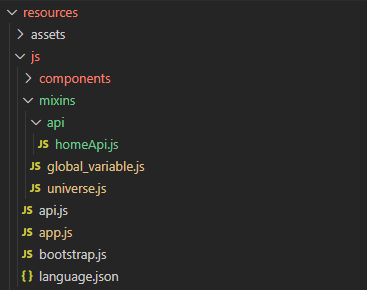 resources
assets
js
components
mixins
api
JS homeApi.js
JS global_variable.js
JS universe.js
JS api.js
JS app.js
JS bootstrap.js
{} language.json